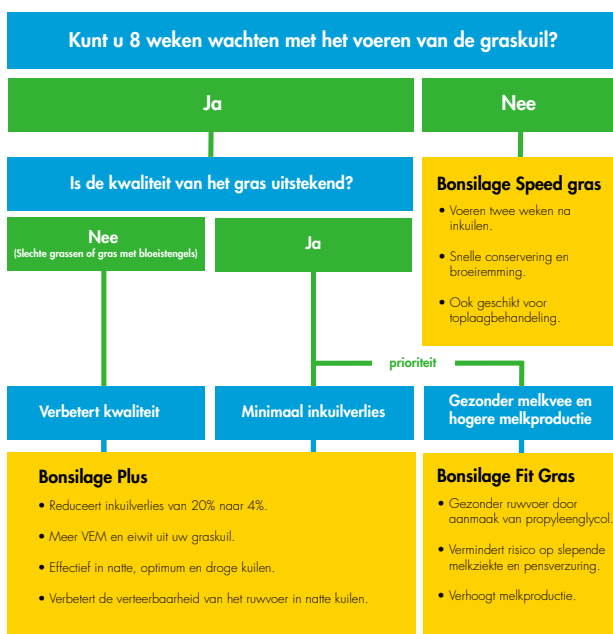 Kunt u 8 weken wachten met het voeren van de graskuil?
Ja
Nee
Is de kwaliteit van het gras uitstekend?
Bonsilage Speed gras
• Voeren twee weken na
inkuilen.
• Snelle conservering en
broeiremming.
• Ook geschikt voor
toplaagbehandeling.
Nee
(Slechte grassen of gras met bloeistengels)
Ja
prioriteit
Verbetert kwaliteit
Minimaal inkuilverlies
Gezonder melkvee en
hogere melkproductie
Bonsilage Plus
• Reduceert inkuilverlies van 20% naar 4%.
• Meer VEM en eiwit uit uw graskuil.
• Effectief in natte, optimum en droge kuilen.
• Verbetert de verteerbaarheid van het ruwvoer in natte kuilen.
Bonsilage Fit Gras
• Gezonder ruwvoer door
aanmaak van propyleenglycol.
• Vermindert risico op slepende
melkziekte en pensverzuring.
• Verhoogt melkproductie.